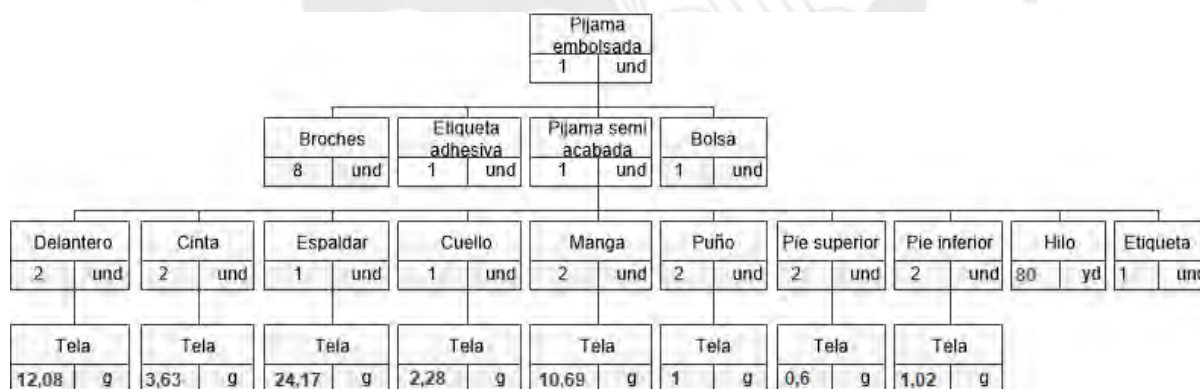 Pijama
embolsada
1 und
Broches
8 und
Etiqueta
adhesiva
1 und
Pijama semi
acabada
1 und
Bolsa
1 und
Delantero
2 und
Cinta
2 und
Espaldar
1 und
Cuello
1 und
Manga
2 und
Puño
2 und
Pie superior
2 und
Pie inferior
2 und
Hilo
80 yd
Etiqueta
1 und
Tela
12,08 g
Tela
3,63 g
Tela
24,17 g
Tela
2,28 g
Tela
10,69 g
Tela
1 g
Tela
0,6 g
Tela
1,02 g